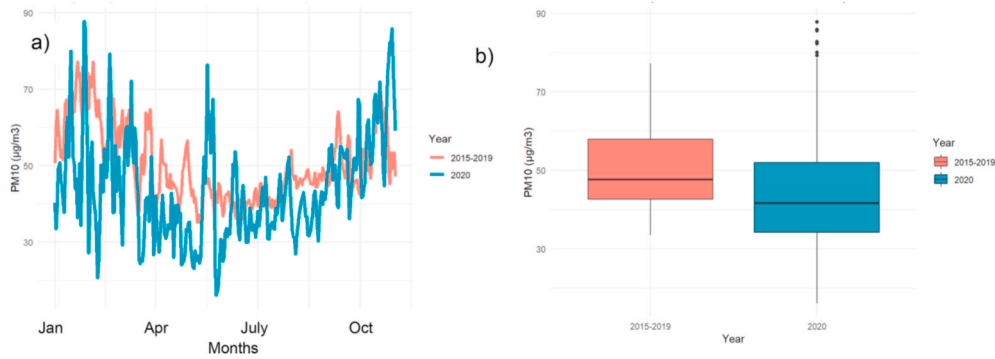 a)
90
70
50
30
PM10 (μg/m3)
Jan Apr July Oct
Months
Year
2015-2019
2020
b)
90
70
50
30
PM10 (μg/m3)
2015-2019 2020
Year
Year
2015-2019
2020